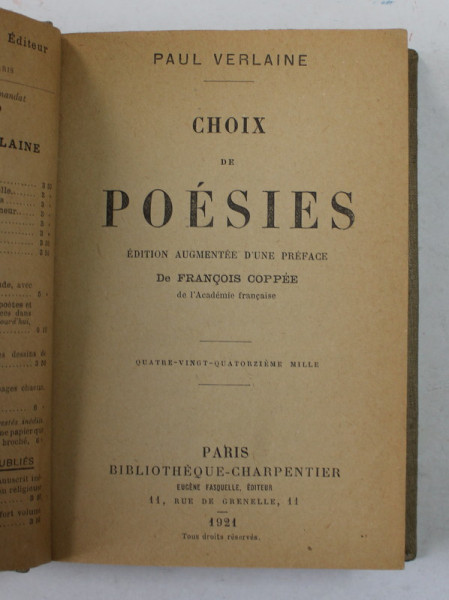 Éditeur
LAINE
PAUL VERLAINE
CHOIX
DE
POÉSIES
ÉDITION AUGMENTÉE D'UNE PRÉFACE
De FRANÇOIS COPPÉE
de l'Académie française
QUATRE-VINGT-QUATORZIÈME MILLE
PARIS
BIBLIOTHÈQUE-CHARPENTIER
EUGÈNE FASQUELLE, ÉDITEUR
11, RUE DE GRENELLE, 11
1921
Tous droits réservés.